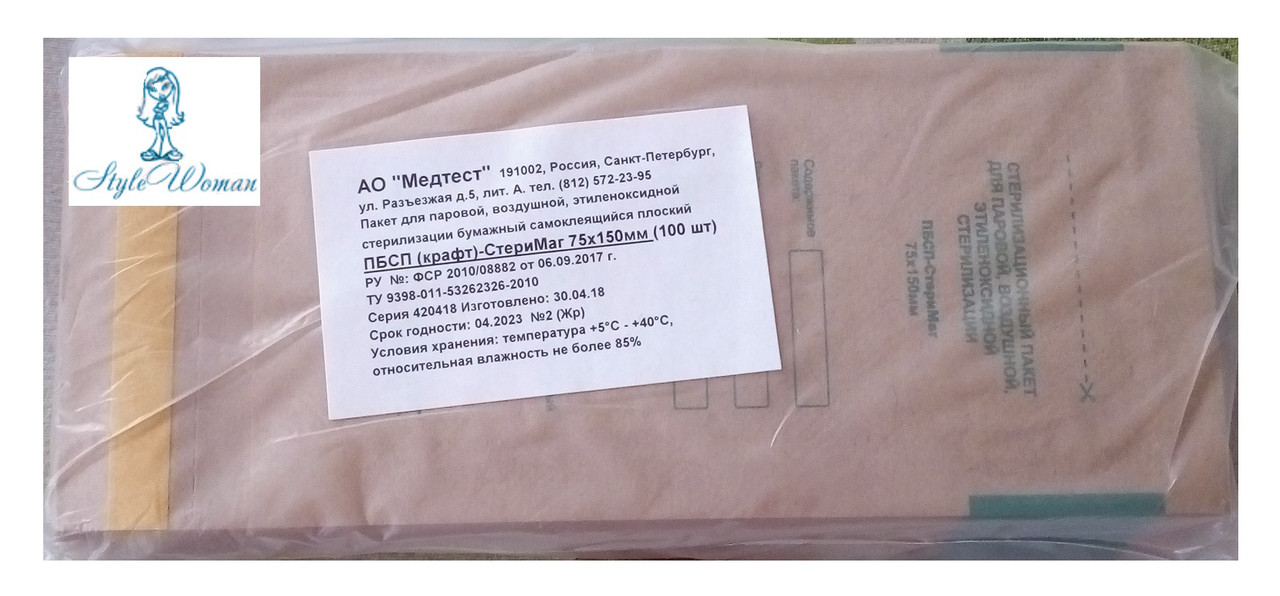 Style Woman
АО "Медтест" 191002, Россия, Санкт-Петербург,
ул. Разъезжая д.5, лит. А. тел. (812) 572-23-95
Пакет для паровой, воздушной, этиленоксидной
стерилизации бумажный самоклеящийся плоский
ПБСП (крафт)-СтериМаг 75х150мм (100 шт)
РУ №: ФСР 2010/08882 от 06.09.2017 г.
ТУ 9398-011-53262326-2010
Серия 420418 Изготовлено: 30.04.18
Срок годности: 04.2023 №2 (Жр)
Условия хранения: температура +5°С - +40°С,
относительная влажность не более 85%
Содержимое
пакета:
СТЕРИЛИЗАЦИОННЫЙ ПАКЕТ
ДЛЯ ПАРОВОЙ, ВОЗДУШНОЙ,
ЭТИЛЕНОКСИДНОЙ
СТЕРИЛИЗАЦИИ
ПБСП-СтериМаг
75х150мм